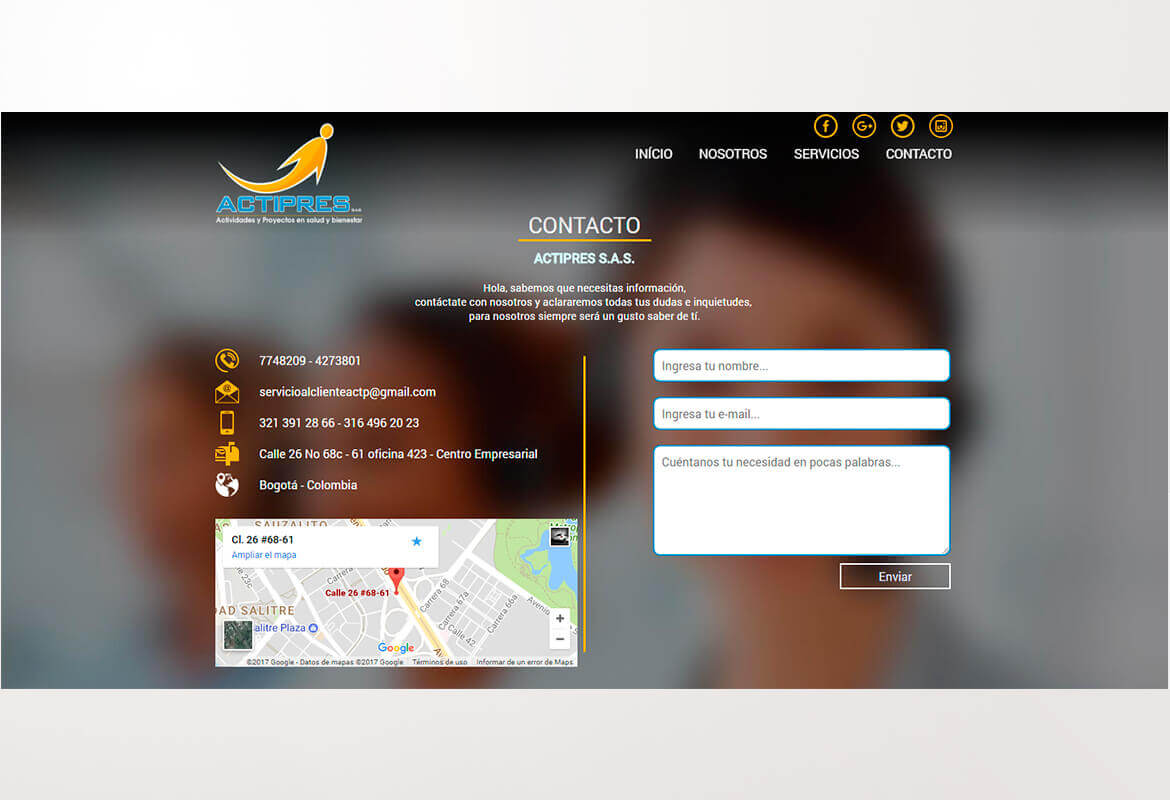 ACTIPRES S.A.S
Actividades y Proyectos en salud y bienestar
INÍCIO NOSOTROS SERVICIOS CONTACTO
CONTACTO
ACTIPRES S.A.S.
Hola, sabemos que necesitas información,
contáctate con nosotros y aclararemos todas tus dudas e inquietudes,
para nosotros siempre será un gusto saber de tí.
7748209 - 4273801
servicioalclienteactp@gmail.com
321 391 28 66 - 316 496 20 23
Calle 26 No 68c - 61 oficina 423 - Centro Empresarial
Bogotá - Colombia
Ingresa tu nombre...
Ingresa tu e-mail...
Cuéntanos tu necesidad en pocas palabras...
Enviar
SAUZALITO
Cl. 26 #68-61
Ampliar el mapa
Calle 26 #68-61
Carrera
Carrera 68
Carrera 67a
Carrera 66a
Calle 42
Avenida
AD SALITRE
alitre Plaza
Google
©2017 Google - Datos de mapas ©2017 Google Términos de uso Informar de un error de Maps